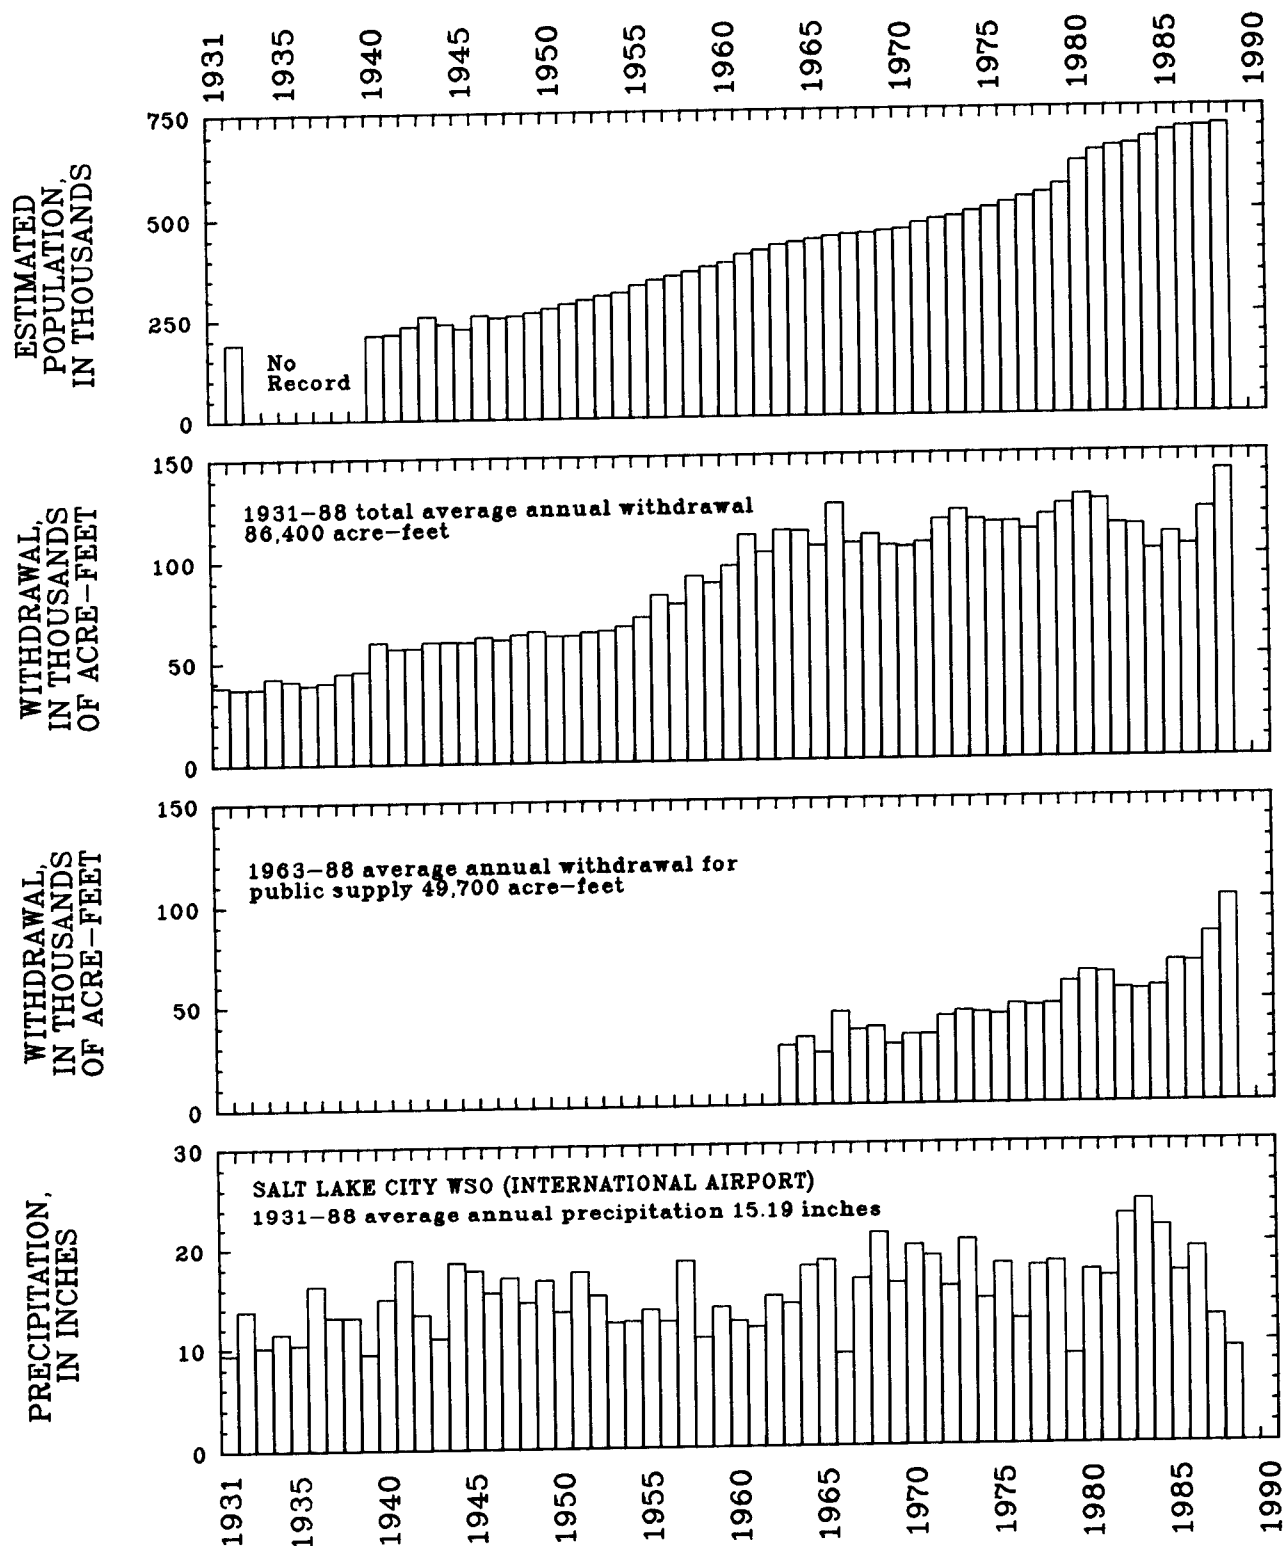 1931
1935
1940
1945
1950
1955
1960
1965
1970
1975
1980
1985
1990
ESTIMATED
POPULATION,
IN THOUSANDS
750
500
250
0
No
Record
WITHDRAWAL,
IN THOUSANDS
OF ACRE-FEET
150
100
50
0
1931-88 total average annual withdrawal
86,400 acre-feet
WITHDRAWAL,
IN THOUSANDS
OF ACRE-FEET
150
100
50
0
1963-88 average annual withdrawal for
public supply 49,700 acre-feet
PRECIPITATION,
IN INCHES
30
20
10
0
SALT LAKE CITY WSO (INTERNATIONAL AIRPORT)
1931-88 average annual precipitation 15.19 inches
1931
1935
1940
1945
1950
1955
1960
1965
1970
1975
1980
1985
1990